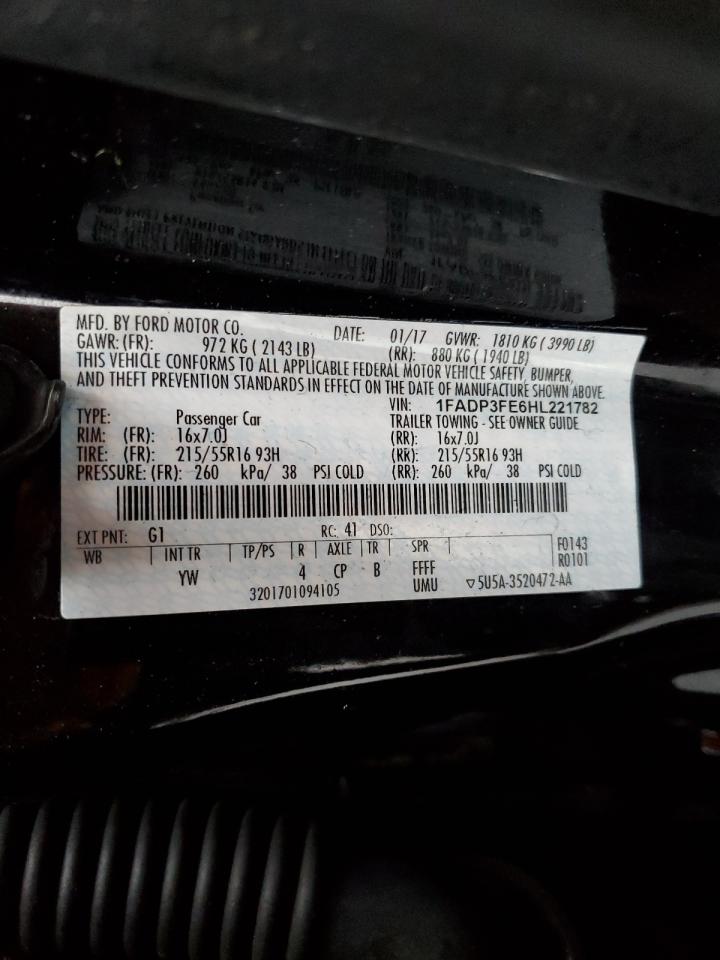 MFD. BY FORD MOTOR CO. DATE: 01/17 GVWR: 1810 KG ( 3990 LB)
GAWR: (FR): 972 KG ( 2143 LB) (RR): 880 KG ( 1940 LB)
THIS VEHICLE CONFORMS TO ALL APPLICABLE FEDERAL MOTOR VEHICLE SAFETY, BUMPER,
AND THEFT PREVENTION STANDARDS IN EFFECT ON THE DATE OF MANUFACTURE SHOWN ABOVE.
VIN: 1FADP3FE6HL221782
TYPE: Passenger Car TRAILER TOWING - SEE OWNER GUIDE
RIM: (FR): 16x7.0J (RR): 16x7.0J
TIRE: (FR): 215/55R16 93H (RR): 215/55R16 93H
PRESSURE: (FR): 260 kPa/ 38 PSI COLD (RR): 260 kPa/ 38 PSI COLD
EXT PNT: G1 RC: 41 DSO: F0143
WB INT TR TP/PS R AXLE TR SPR R0101
YW 4 CP B FFFF
3201701094105 UMU ▽5U5A-3520472-AA